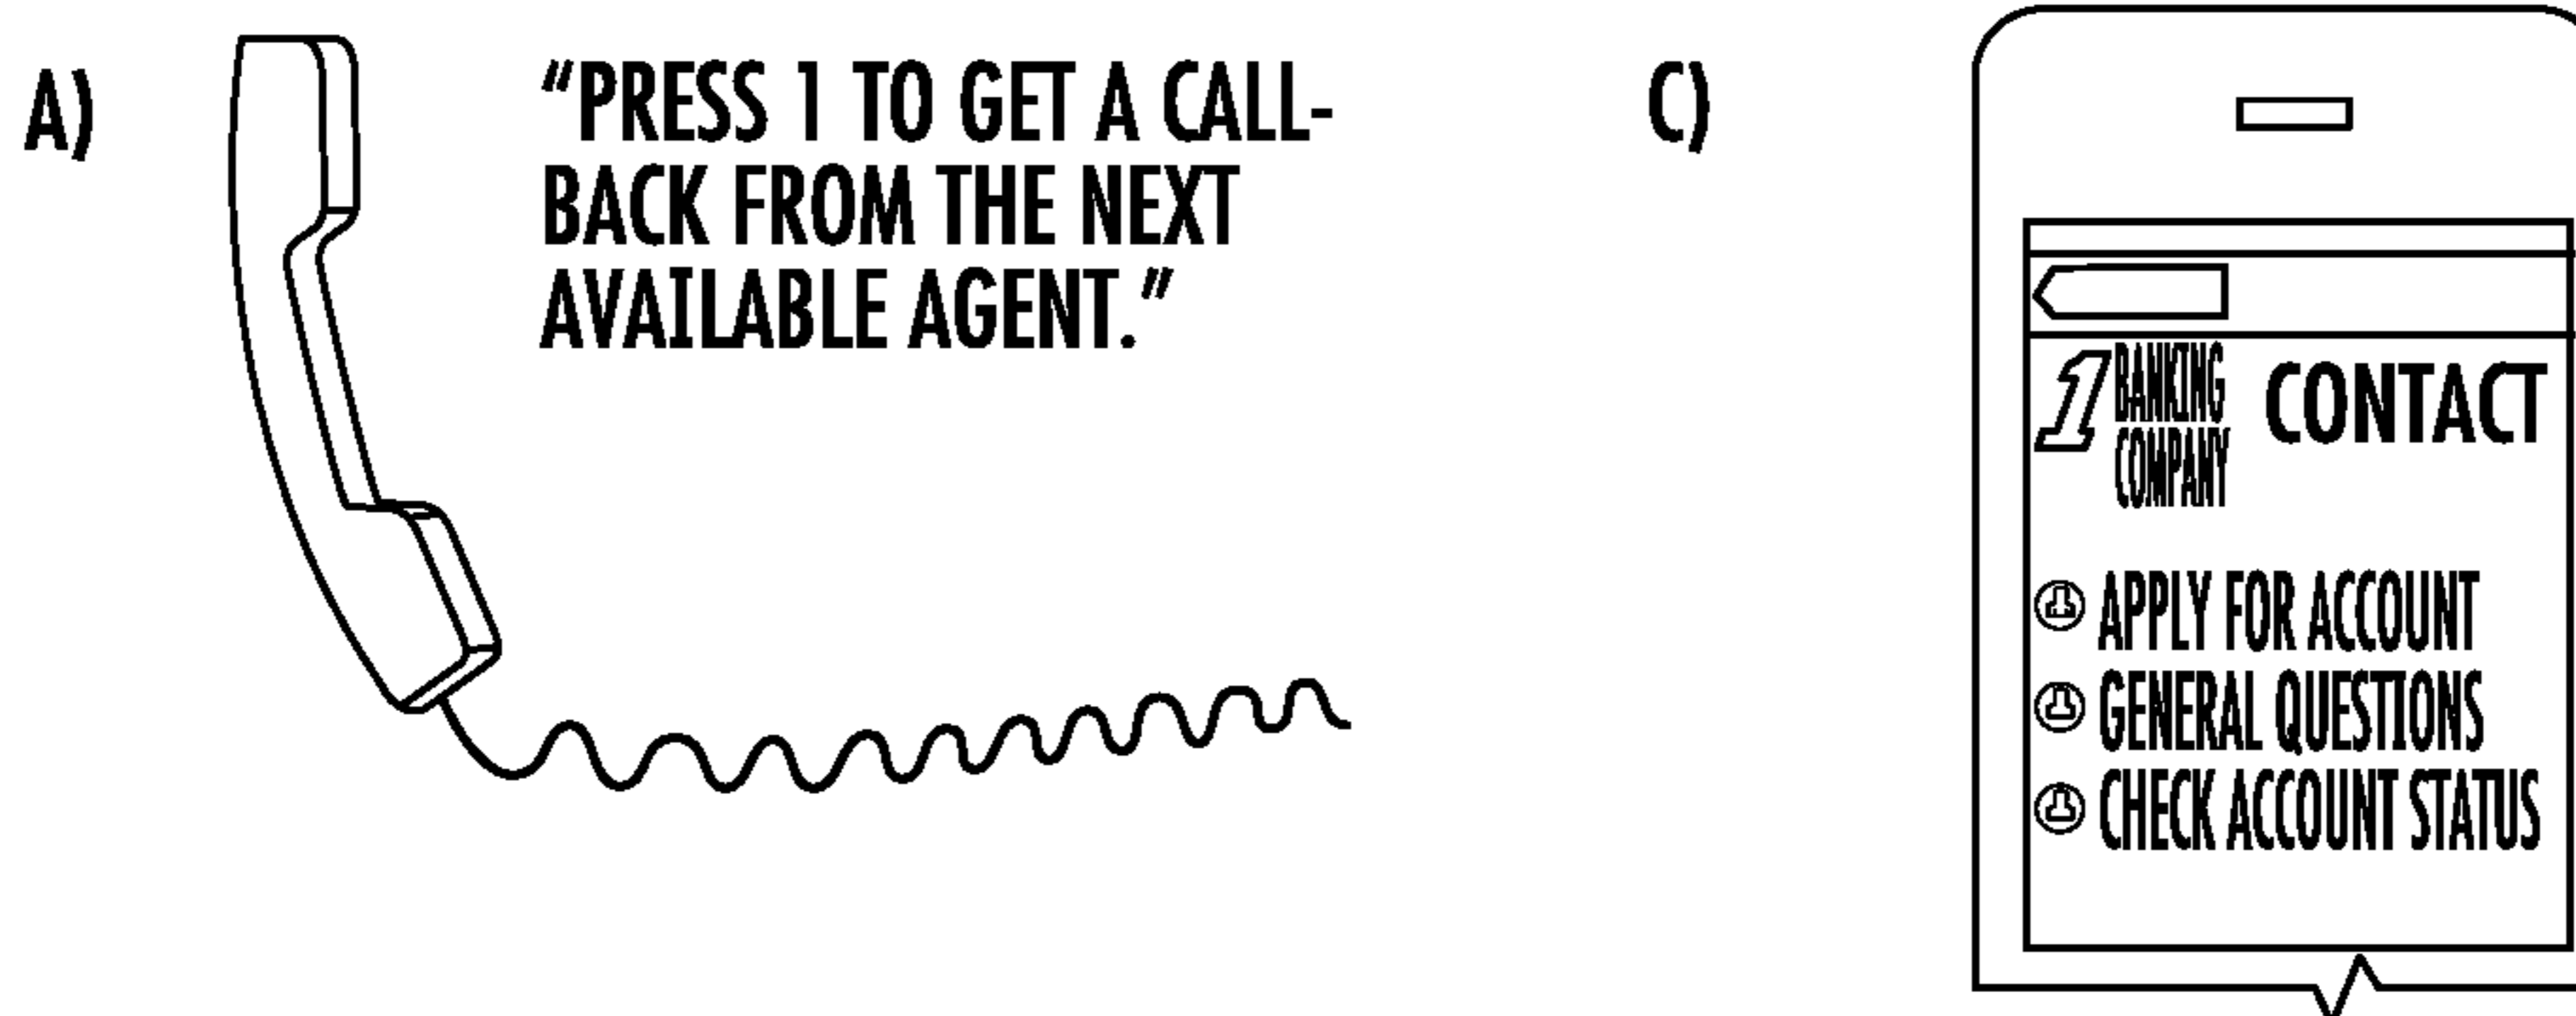 A)
"PRESS 1 TO GET A CALL-
BACK FROM THE NEXT
AVAILABLE AGENT."
C)
1 BANKING
COMPANY
CONTACT
APPLY FOR ACCOUNT
GENERAL QUESTIONS
CHECK ACCOUNT STATUS